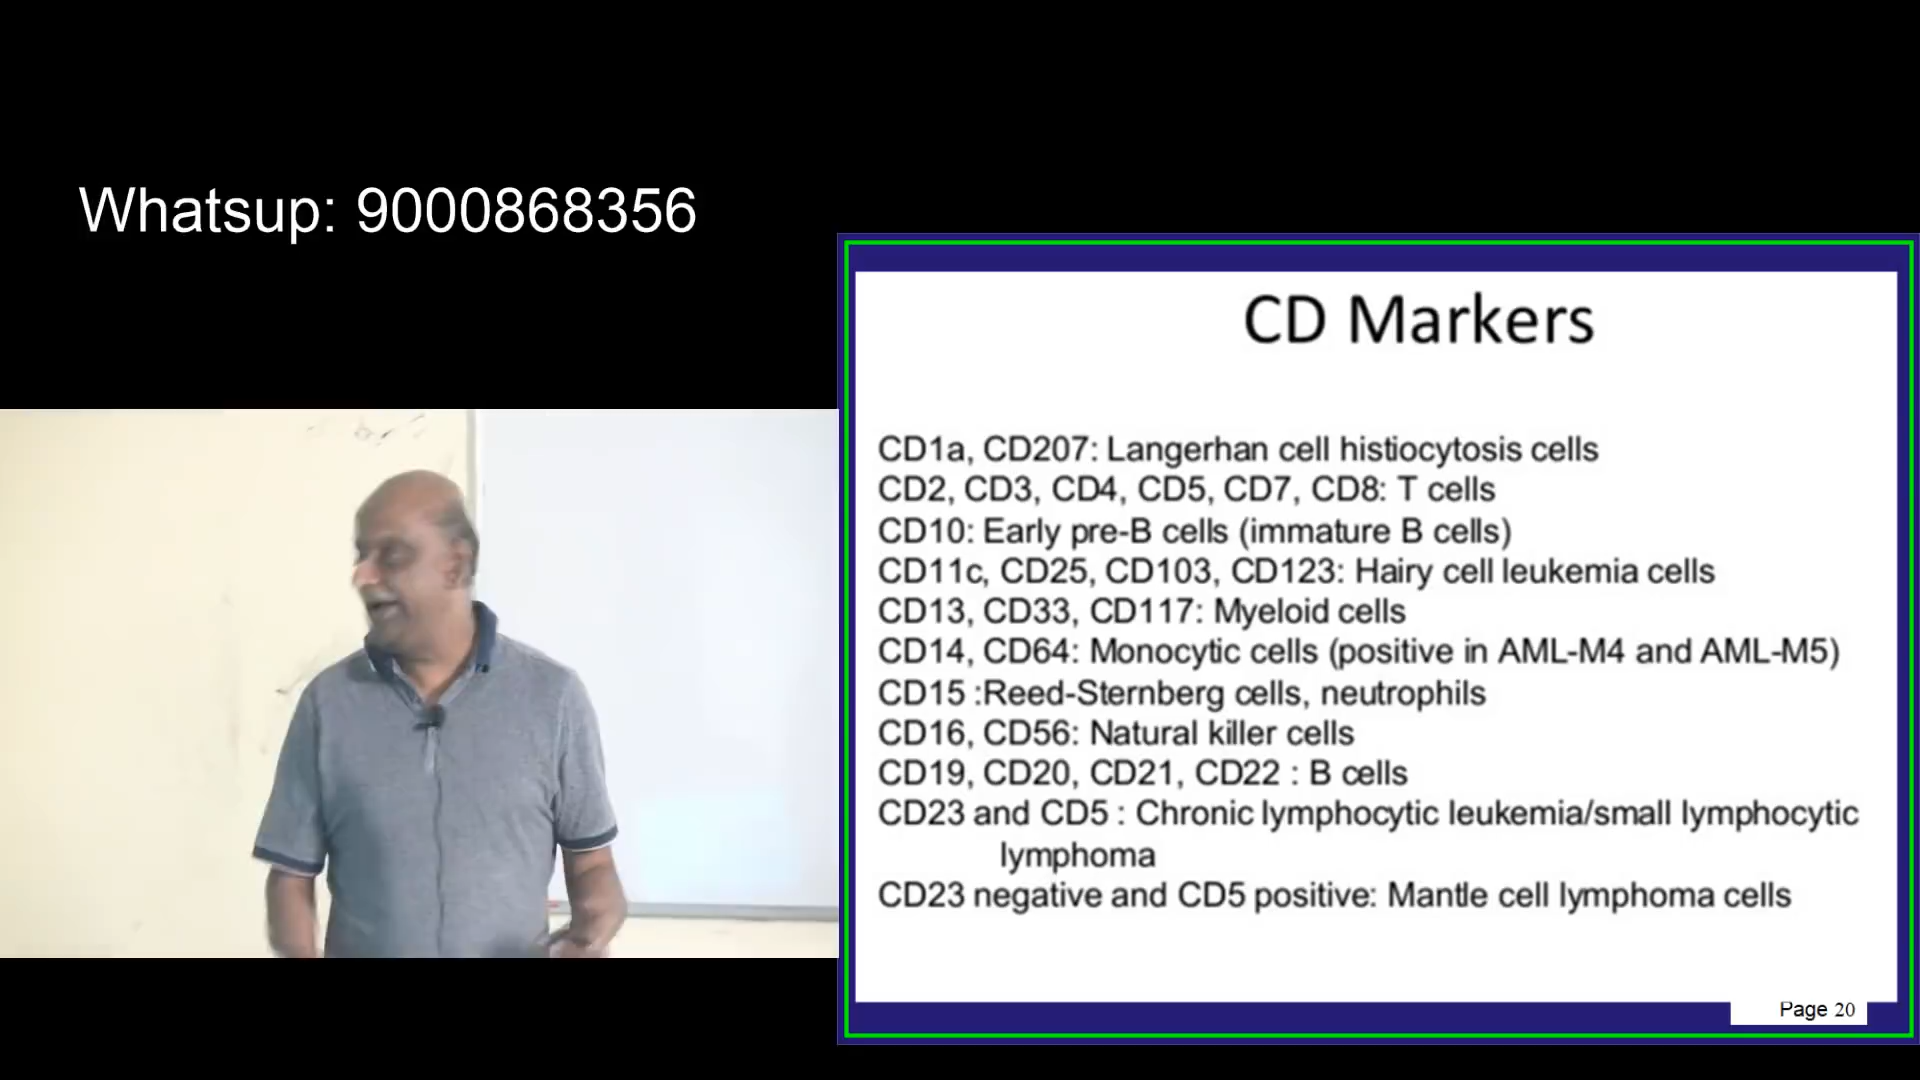 Whatsup: 9000868356
CD Markers
CD1a, CD207: Langerhan cell histiocytosis cells
CD2, CD3, CD4, CD5, CD7, CD8: T cells
CD10: Early pre-B cells (immature B cells)
CD11c, CD25, CD103, CD123: Hairy cell leukemia cells
CD13, CD33, CD117: Myeloid cells
CD14, CD64: Monocytic cells (positive in AML-M4 and AML-M5)
CD15 :Reed-Sternberg cells, neutrophils
CD16, CD56: Natural killer cells
CD19, CD20, CD21, CD22 : B cells
CD23 and CD5 : Chronic lymphocytic leukemia/small lymphocytic
lymphoma
CD23 negative and CD5 positive: Mantle cell lymphoma cells
Page 20